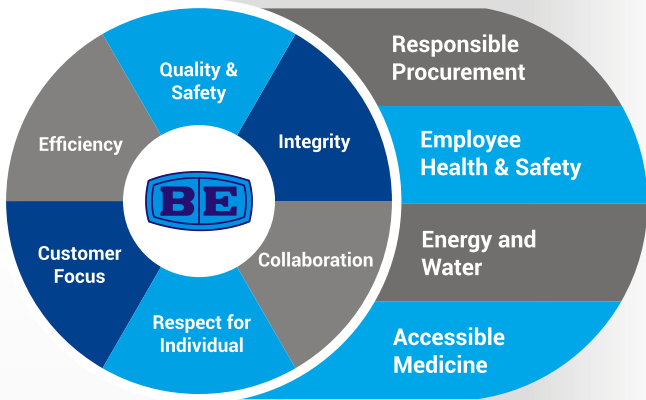 Quality &
Safety
Integrity
Collaboration
Respect for
Individual
Customer
Focus
Efficiency
BE
Responsible
Procurement
Employee
Health & Safety
Energy and
Water
Accessible
Medicine